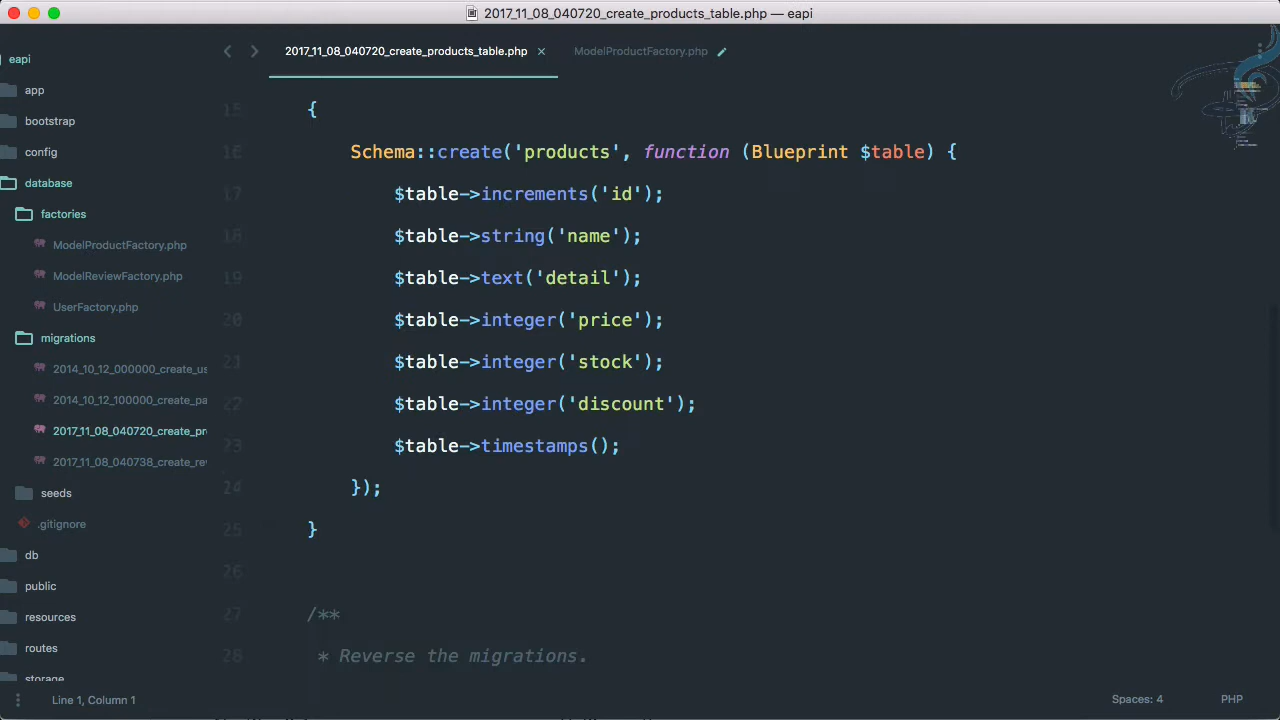 2017_11_08_040720_create_products_table.php — eapi
eapi
app
bootstrap
config
database
factories
ModelProductFactory.php
ModelReviewFactory.php
UserFactory.php
migrations
2014_10_12_000000_create_us
2014_10_12_100000_create_pa
2017_11_08_040720_create_pr
2017_11_08_040738_create_re
seeds
.gitignore
db
public
resources
routes
storage
2017_11_08_040720_create_products_table.php ×
ModelProductFactory.php
15 {
16 Schema::create('products', function (Blueprint $table) {
17 $table->increments('id');
18 $table->string('name');
19 $table->text('detail');
20 $table->integer('price');
21 $table->integer('stock');
22 $table->integer('discount');
23 $table->timestamps();
24 });
25 }
26
27 /**
28 * Reverse the migrations.
Line 1, Column 1
Spaces: 4
PHP